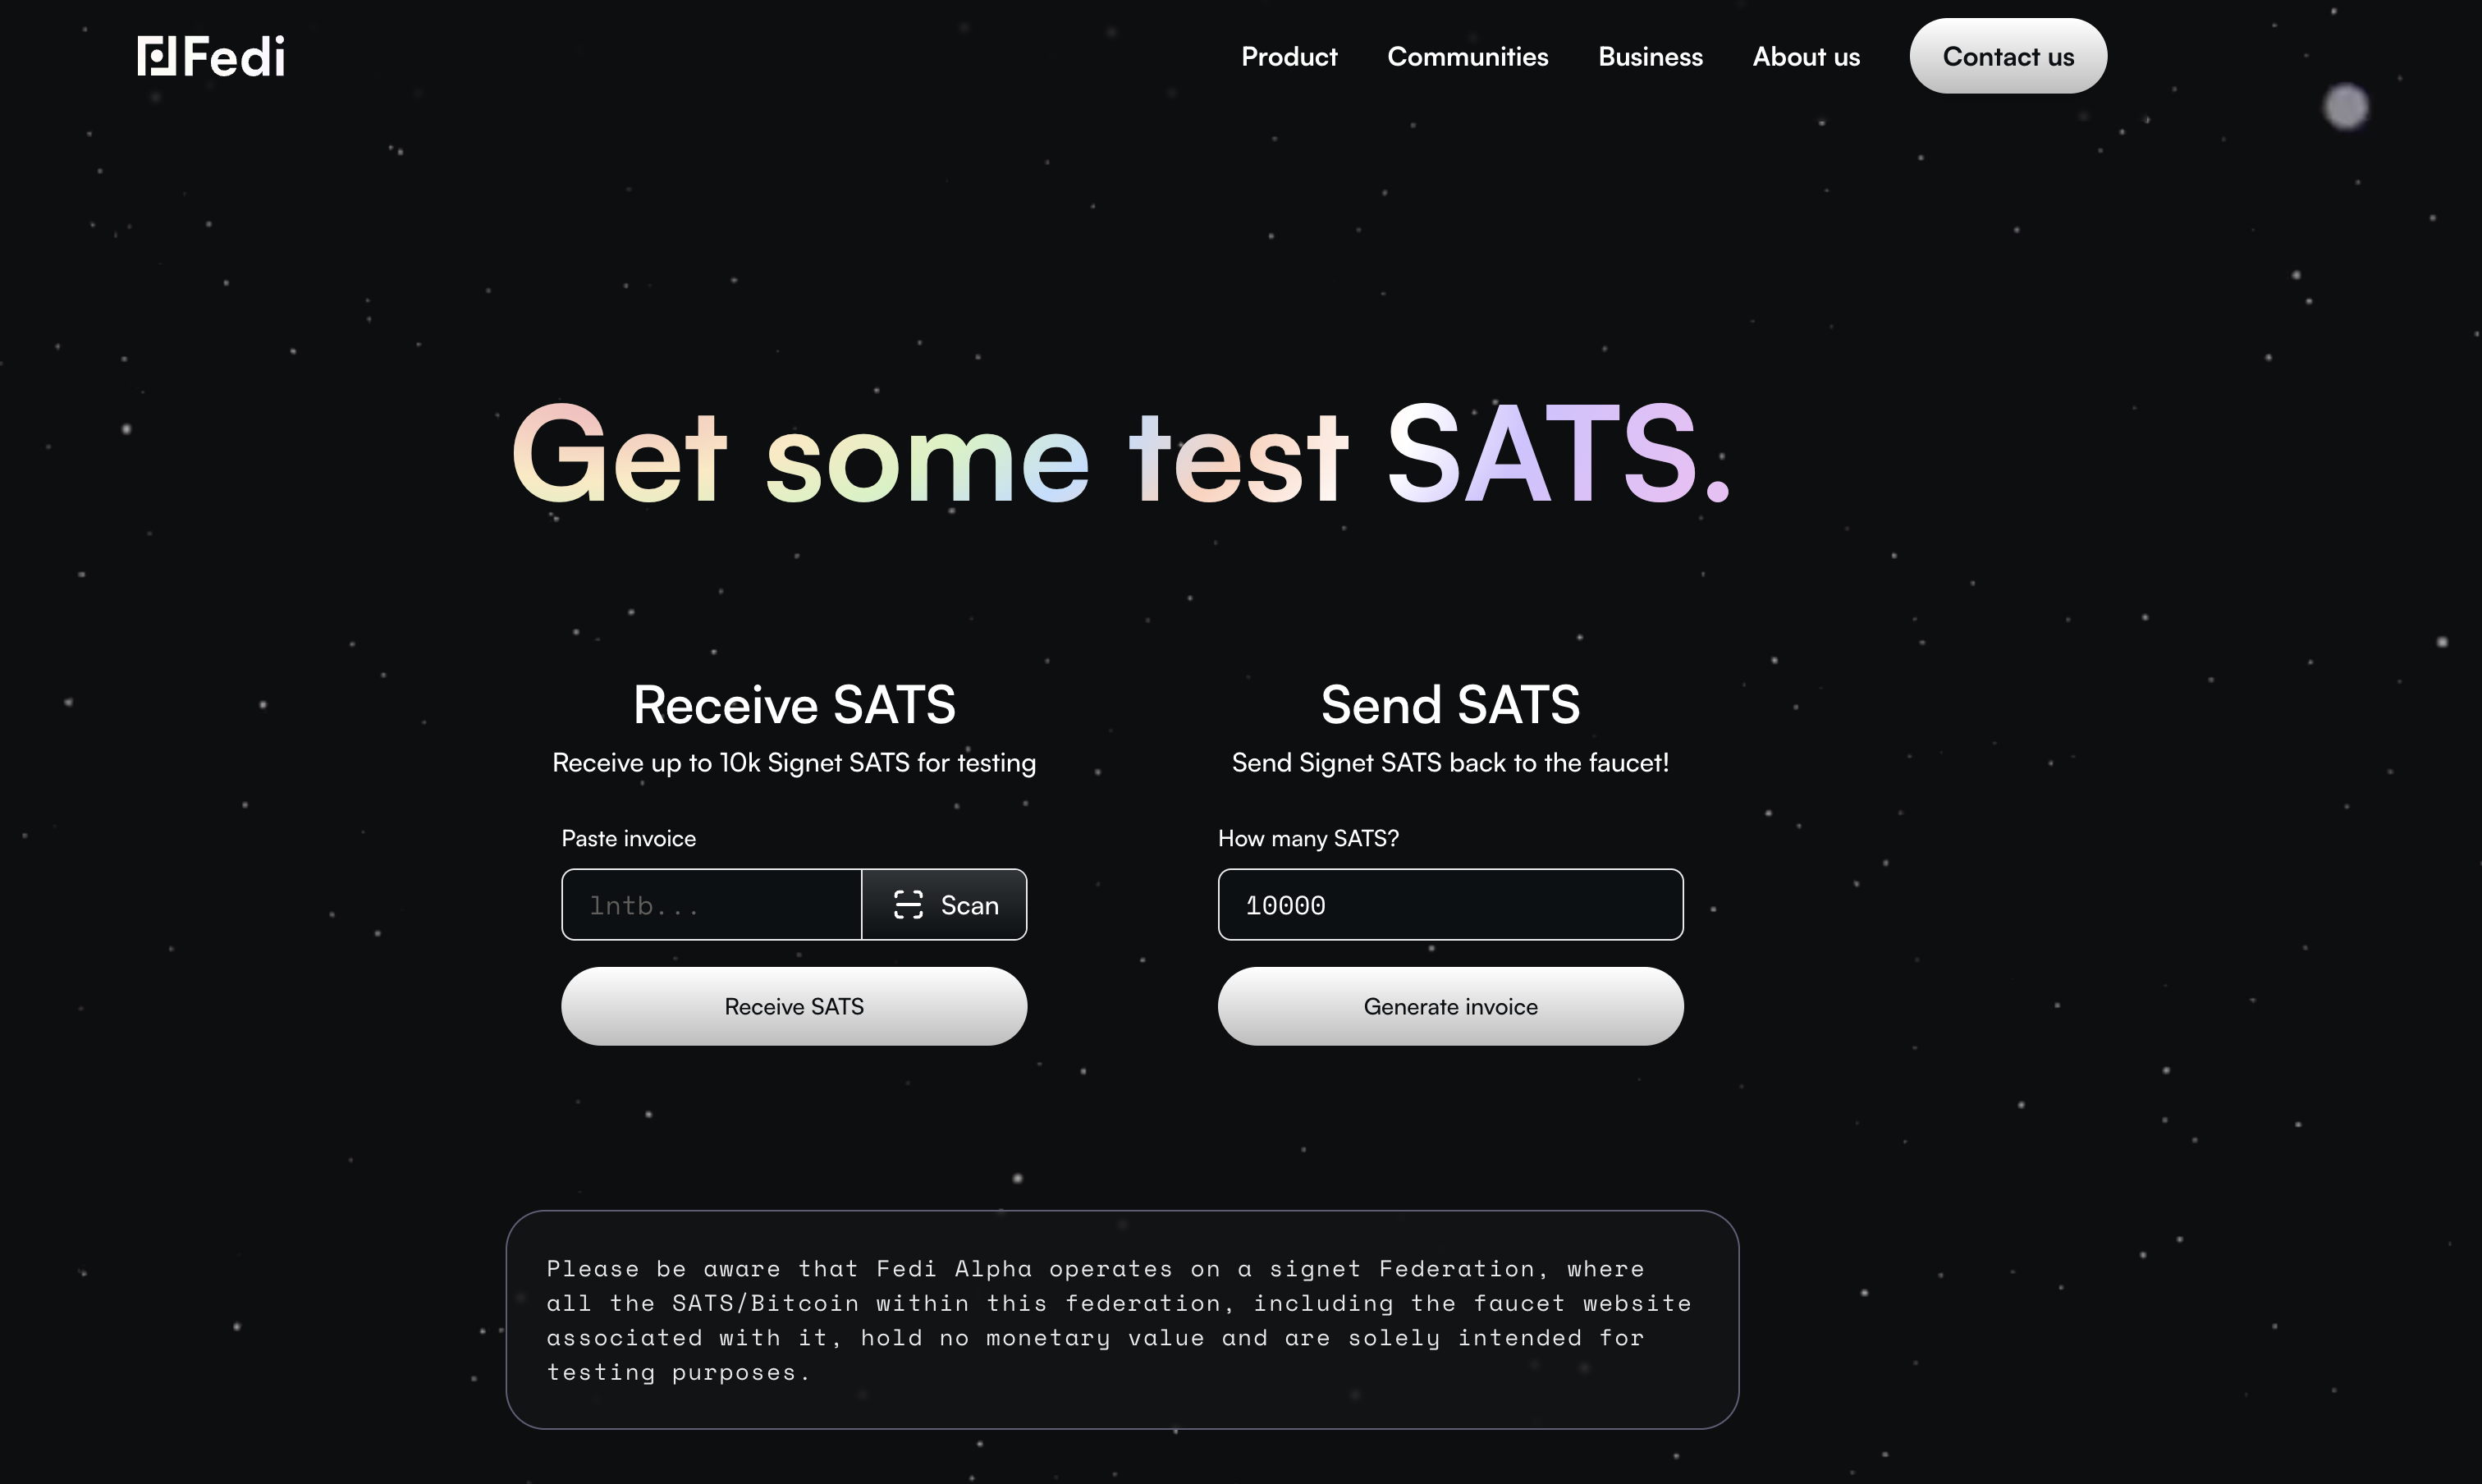 Fedi
Product
Communities
Business
About us
Contact us
Get some test SATS.
Receive SATS
Receive up to 10k Signet SATS for testing
Paste invoice
lntb...
Scan
Receive SATS
Send SATS
Send Signet SATS back to the faucet!
How many SATS?
10000
Generate invoice
Please be aware that Fedi Alpha operates on a signet Federation, where
all the SATS/Bitcoin within this federation, including the faucet website
associated with it, hold no monetary value and are solely intended for
testing purposes.